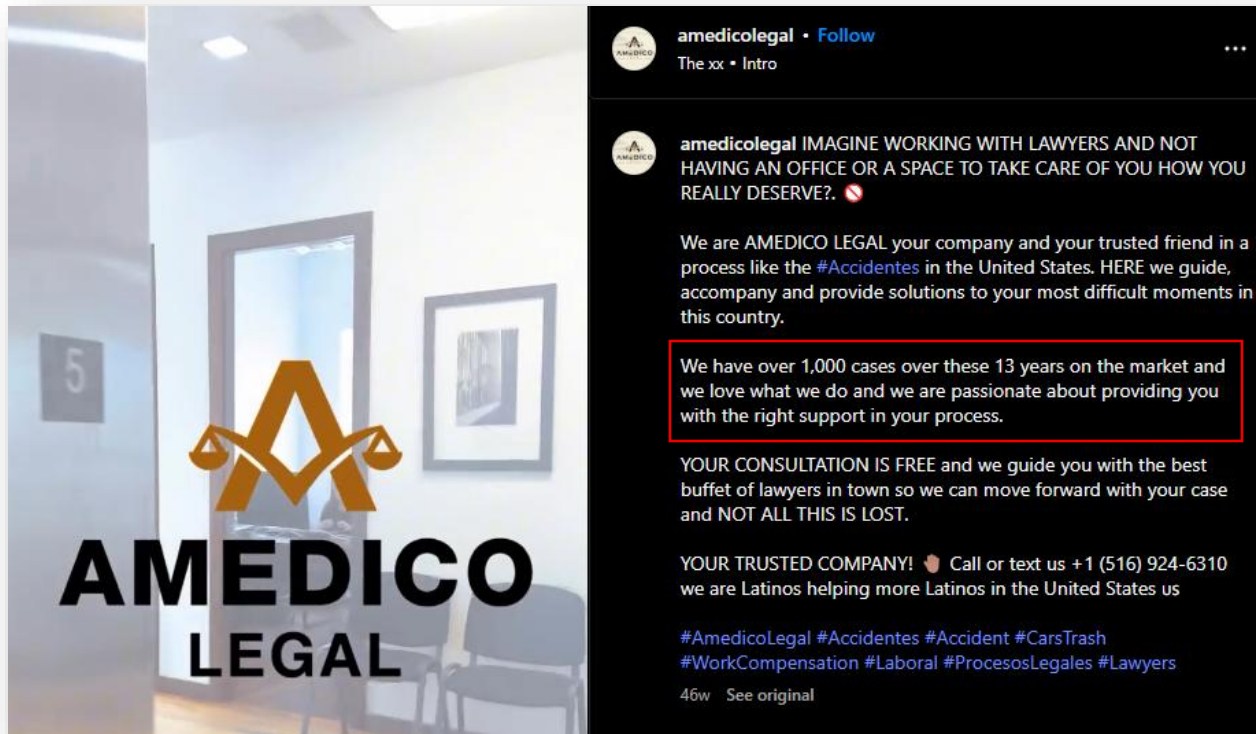 5
AMEDICO
LEGAL
AMEDICO
amedicolegal • Follow
The xx • Intro
AMEDICO
amedicolegal IMAGINE WORKING WITH LAWYERS AND NOT
HAVING AN OFFICE OR A SPACE TO TAKE CARE OF YOU HOW YOU
REALLY DESERVE?. 🚫
We are AMEDICO LEGAL your company and your trusted friend in a
process like the #Accidentes in the United States. HERE we guide,
accompany and provide solutions to your most difficult moments in
this country.
We have over 1,000 cases over these 13 years on the market and
we love what we do and we are passionate about providing you
with the right support in your process.
YOUR CONSULTATION IS FREE and we guide you with the best
buffet of lawyers in town so we can move forward with your case
and NOT ALL THIS IS LOST.
YOUR TRUSTED COMPANY! 🤚🏽 Call or text us +1 (516) 924-6310
we are Latinos helping more Latinos in the United States us
#AmedicoLegal #Accidentes #Accident #CarsTrash
#WorkCompensation #Laboral #ProcesosLegales #Lawyers
46w See original